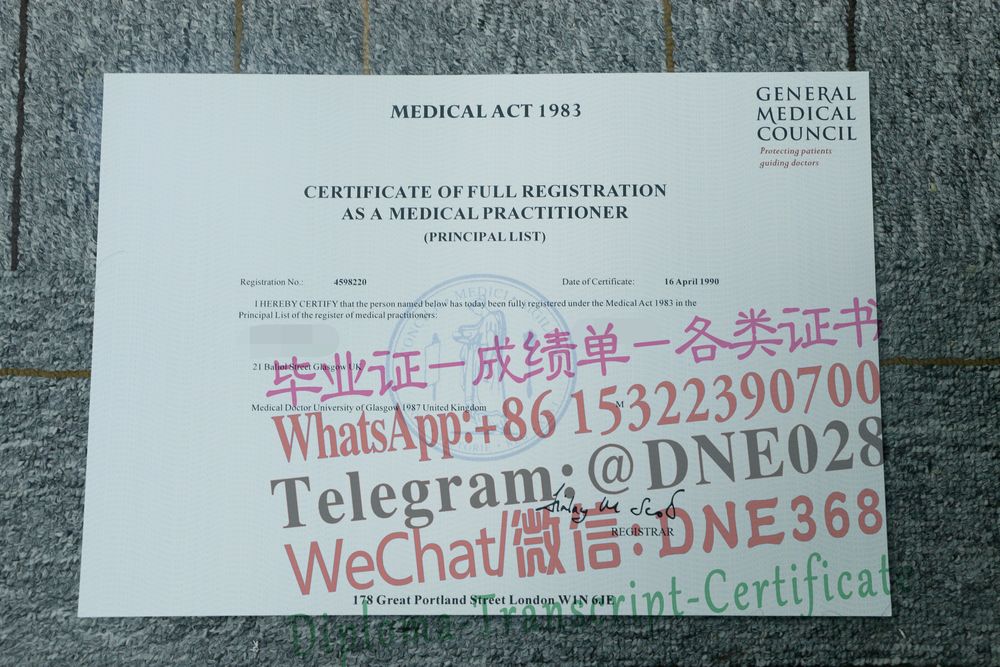 GENERAL
MEDICAL
COUNCIL
Protecting patients
guiding doctors
MEDICAL ACT 1983
CERTIFICATE OF FULL REGISTRATION
AS A MEDICAL PRACTITIONER
(PRINCIPAL LIST)
Registration No.: 4598220 Date of Certificate: 16 April 1990
I HEREBY CERTIFY that the person named below has today been fully registered under the Medical Act 1983 in the
Principal List of the register of medical practitioners:
毕业证－成绩单－各类证书
21 Baliol Street Glasgow UK
Medical Doctor University of Glasgow 1987 United Kingdom M
WhatsApp:+86 15322390700
Telegram:@DNE028
REGISTRAR
WeChat/微信:DNE368
178 Great Portland Street London W1N 6JE
Diploma-Transcript-Certificate